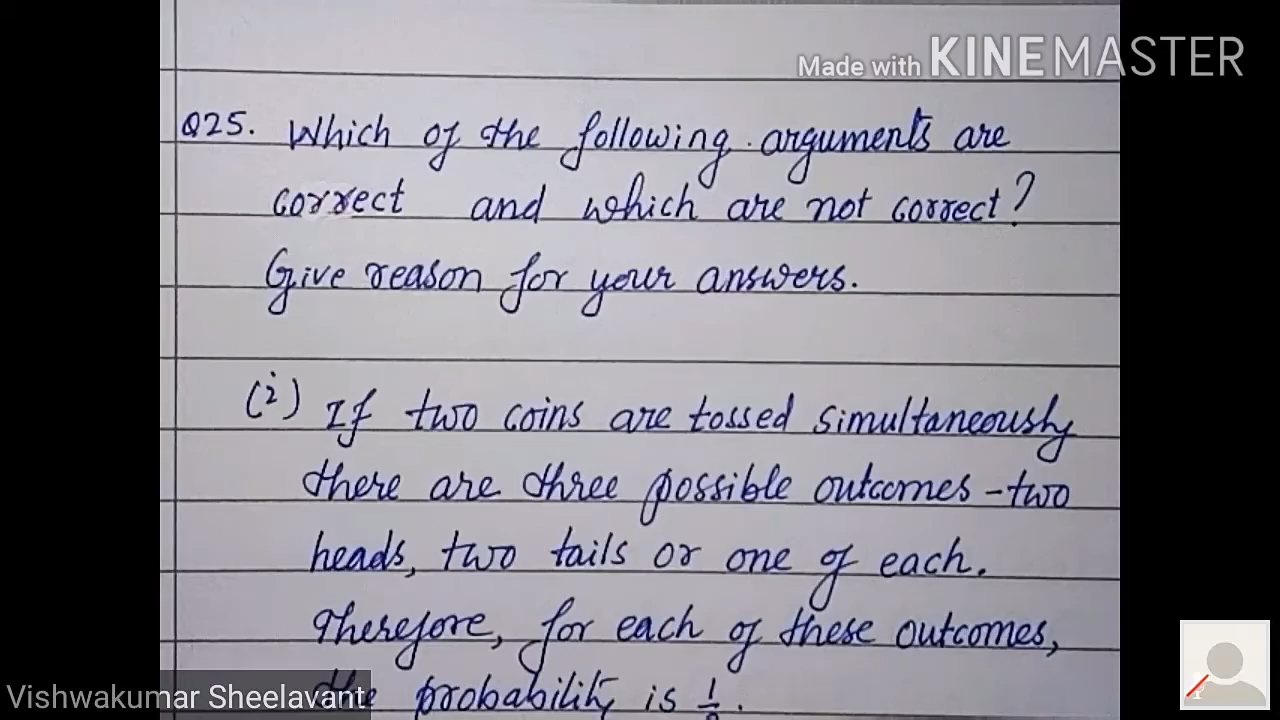 Made with KINEMASTER
Q25. Which of the following arguments are
correct and which are not correct?
Give reason for your answers.
(i) If two coins are tossed simultaneously
there are three possible outcomes - two
heads, two tails or one of each.
Therefore, for each of these outcomes,
the probability is
Vishwakumar Sheelavant